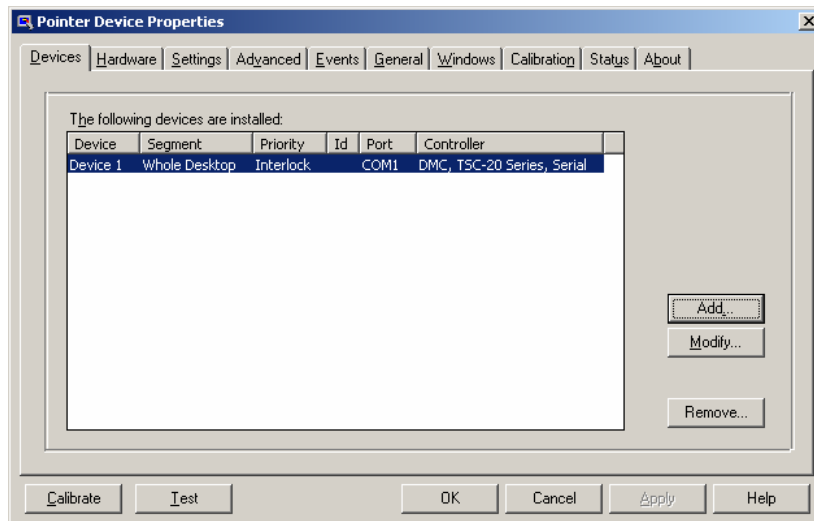 Pointer Device Properties
Devices Hardware Settings Advanced Events General Windows Calibration Status About
The following devices are installed:
Device Segment Priority Id Port Controller
Device 1 Whole Desktop Interlock COM1 DMC, TSC-20 Series, Serial
Add...
Modify...
Remove...
Calibrate Test OK Cancel Apply Help